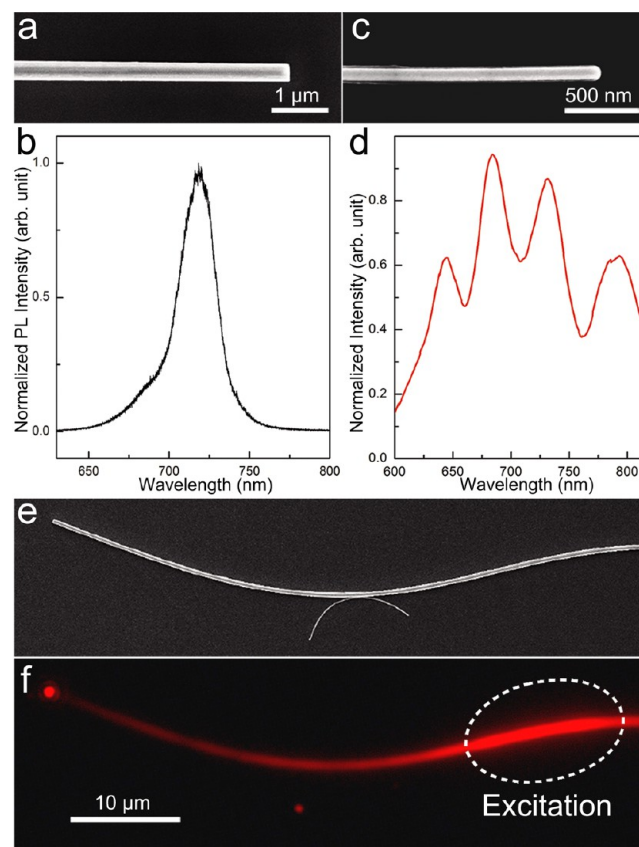 a
1 µm
c
500 nm
b
1.0
0.5
0.0
Normalized PL Intensity (arb. unit)
650
700
750
800
Wavelength (nm)
d
0.8
0.6
0.4
0.2
0.0
Normalized Intensity (arb. unit)
600
650
700
750
800
Wavelength (nm)
e
f
10 µm
Excitation